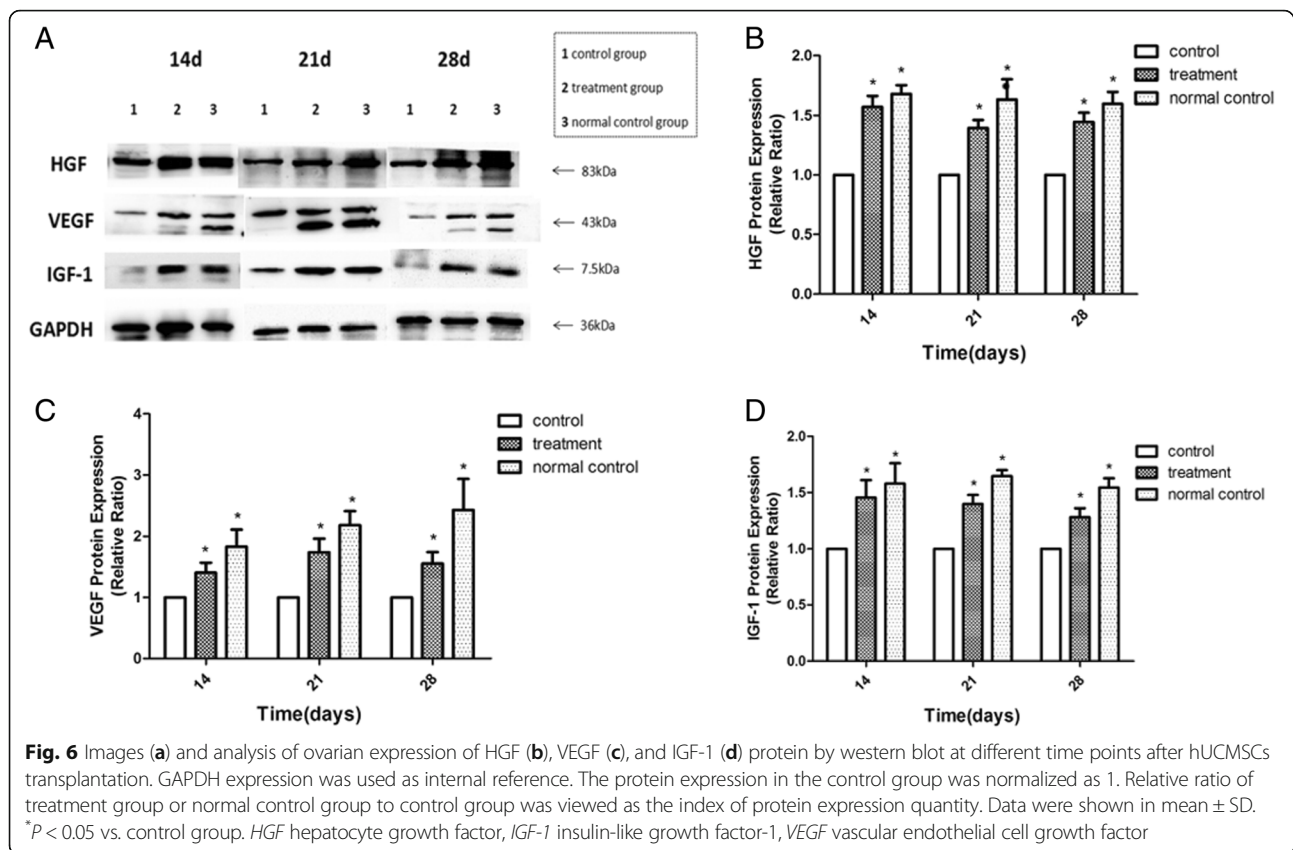 A
14d 21d 28d
1 2 3 1 2 3 1 2 3
1 control group
2 treatment group
3 normal control group
HGF
← 83kDa
VEGF
← 43kDa
IGF-1
← 7.5kDa
GAPDH
← 36kDa
B
HGF Protein Expression
(Relative Ratio)
2.0
1.5
1.0
0.5
0.0
* * * * * *
14 21 28
Time(days)
control
treatment
normal control
C
VEGF Protein Expression
(Relative Ratio)
4
3
2
1
0
* * * * * *
14 21 28
Time(days)
control
treatment
normal control
D
IGF-1 Protein Expression
(Relative Ratio)
2.0
1.5
1.0
0.5
0.0
* * * * * *
14 21 28
Time(days)
control
treatment
normal control
Fig. 6 Images (a) and analysis of ovarian expression of HGF (b), VEGF (c), and IGF-1 (d) protein by western blot at different time points after hUCMSCs
transplantation. GAPDH expression was used as internal reference. The protein expression in the control group was normalized as 1. Relative ratio of
treatment group or normal control group to control group was viewed as the index of protein expression quantity. Data were shown in mean ± SD.
*P < 0.05 vs. control group. HGF hepatocyte growth factor, IGF-1 insulin-like growth factor-1, VEGF vascular endothelial cell growth factor